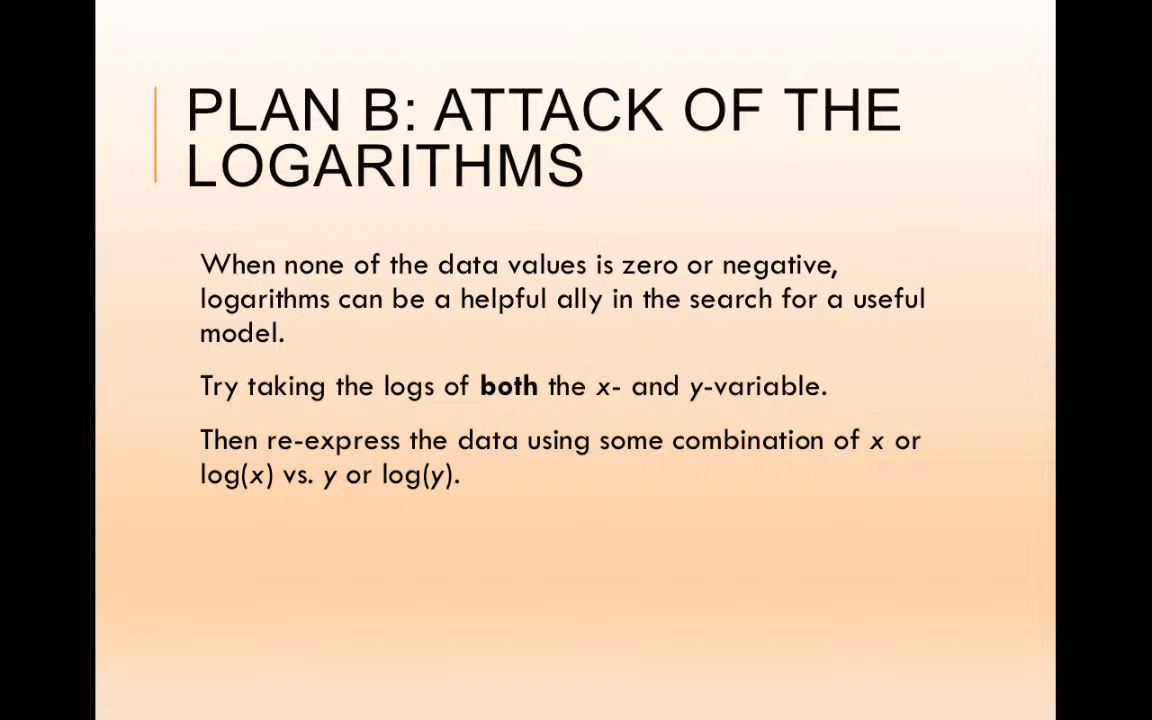 PLAN B: ATTACK OF THE
LOGARITHMS
When none of the data values is zero or negative,
logarithms can be a helpful ally in the search for a useful
model.
Try taking the logs of both the x- and y-variable.
Then re-express the data using some combination of x or
log(x) vs. y or log(y).